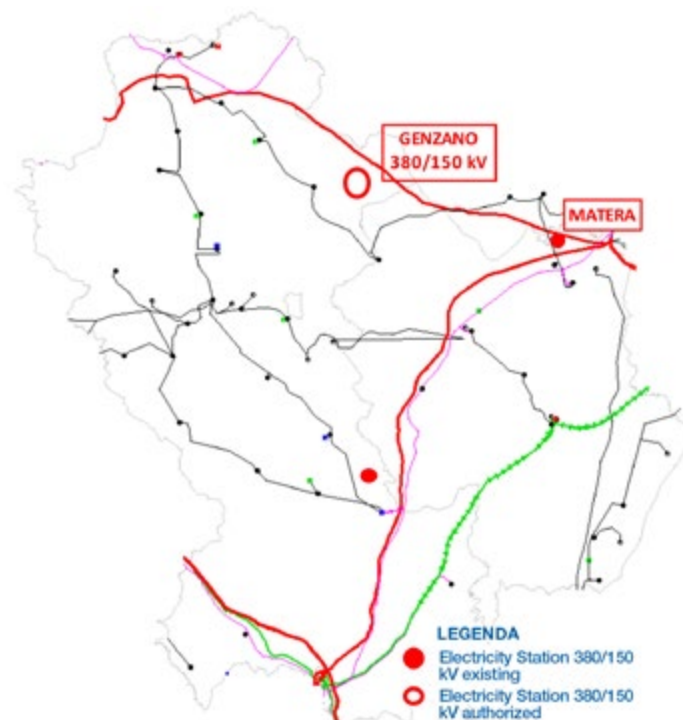 GENZANO
380/150 kV
MATERA
LEGENDA
Electricity Station 380/150
kV existing
Electricity Station 380/150
kV authorized